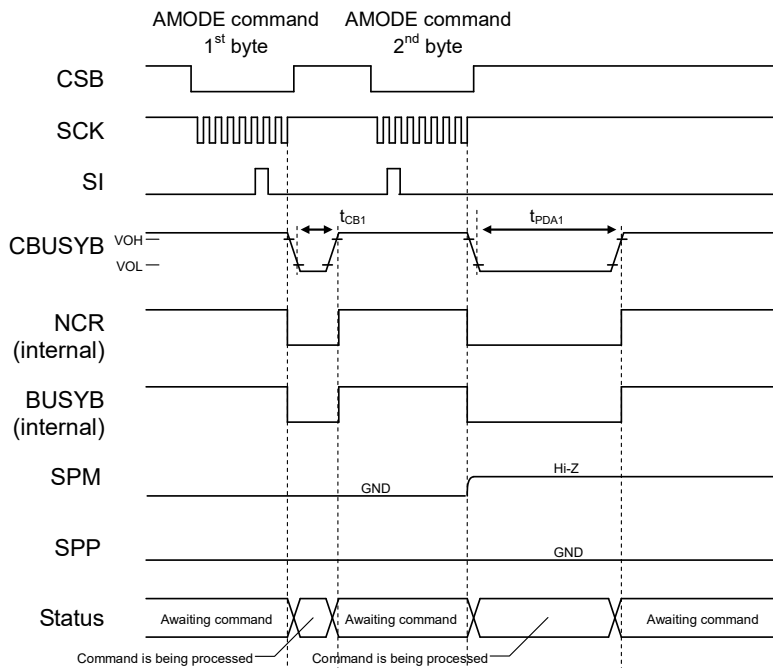 AMODE command
1st byte
AMODE command
2nd byte
CSB
SCK
SI
tCB1
tPDA1
CBUSYB
VOH
VOL
NCR
(internal)
BUSYB
(internal)
SPM
GND
Hi-Z
SPP
GND
Status
Awaiting command
Awaiting command
Awaiting command
Command is being processed
Command is being processed